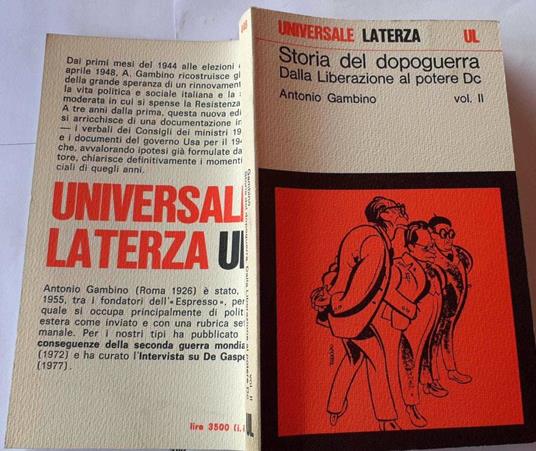 Dai primi mesi del 1944 alle elezioni
aprile 1948, A. Gambino ricostruisce
della grande speranza di un rinnovament
la vita politica e sociale italiana e la
moderata in cui si spense la Resistenza
A tre anni dalla prima, questa nuova edi
si arricchisce di una documentazione in
— i verbali dei Consigli dei ministri 19
e i documenti del governo Usa per il 19
che, avvalorando ipotesi già formulate da
tore, chiarisce definitivamente i momenti
ciali di quegli anni.
UNIVERSALE
LATERZA UL
Antonio Gambino (Roma 1926) è stato,
1955, tra i fondatori dell'«Espresso», per
quale si occupa principalmente di polit
estera come inviato e con una rubrica se
manale. Per i nostri tipi ha pubblicato
conseguenze della seconda guerra mondia
(1972) e ha curato l'Intervista su De Gaspe
(1977).
lire 3500 (i.i
UL
UNIVERSALE LATERZA UL
Storia del dopoguerra
Dalla Liberazione al potere Dc
Antonio Gambino vol. II